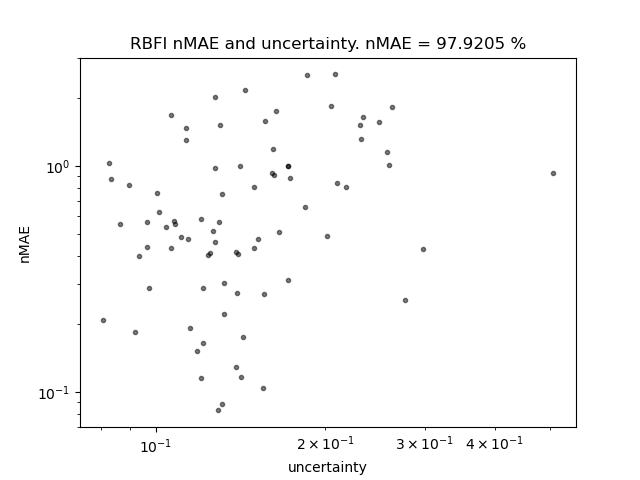 RBFI nMAE and uncertainty. nMAE = 97.9205 %
nMAE
10⁰
10⁻¹
10⁻¹
2 × 10⁻¹
3 × 10⁻¹
4 × 10⁻¹
uncertainty